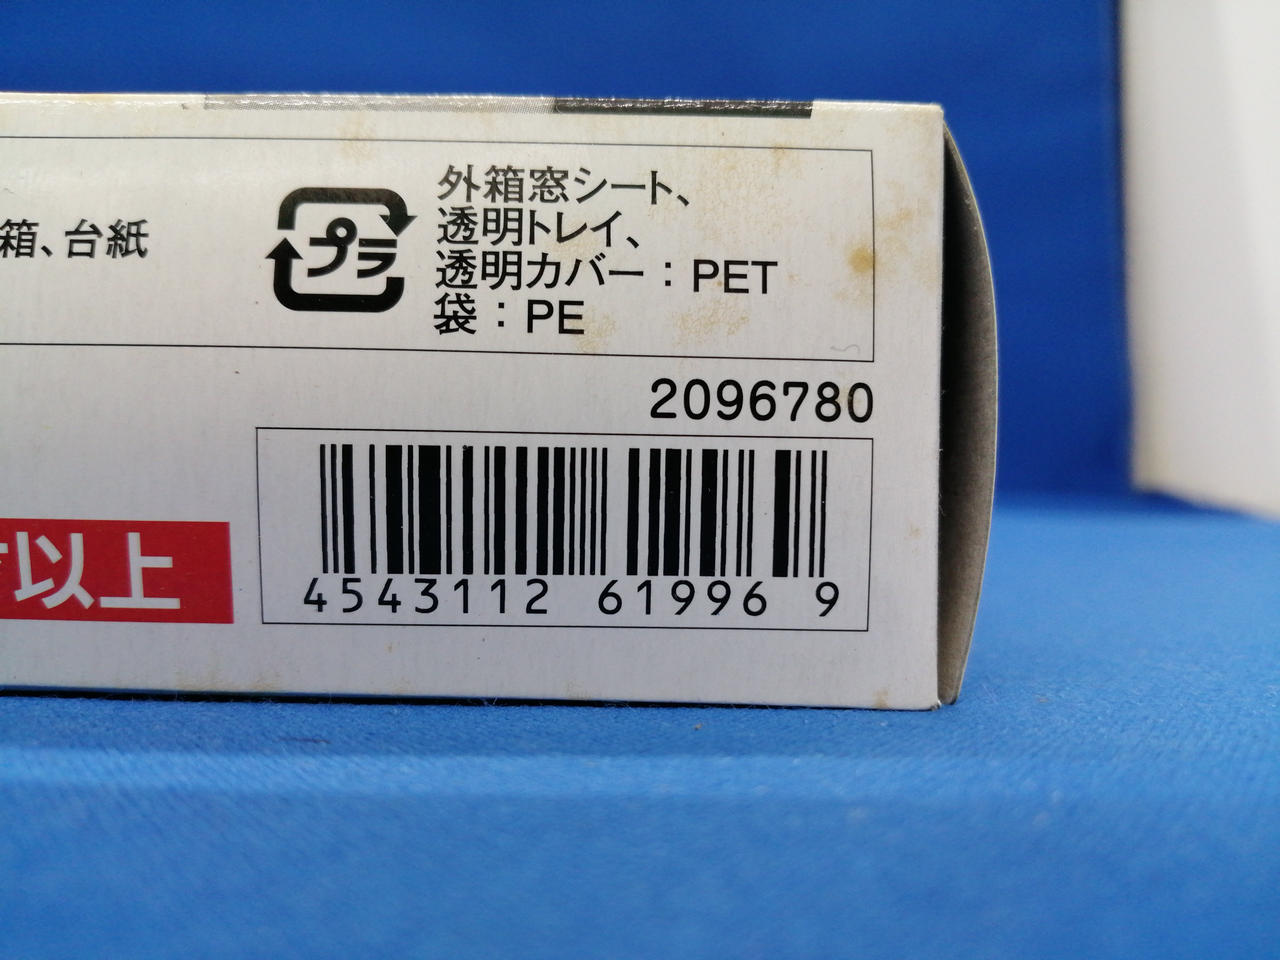 箱、台紙
プラ
外箱窓シート、
透明トレイ、
透明カバー：PET
袋：PE
2096780
4543112 61996 9
以上